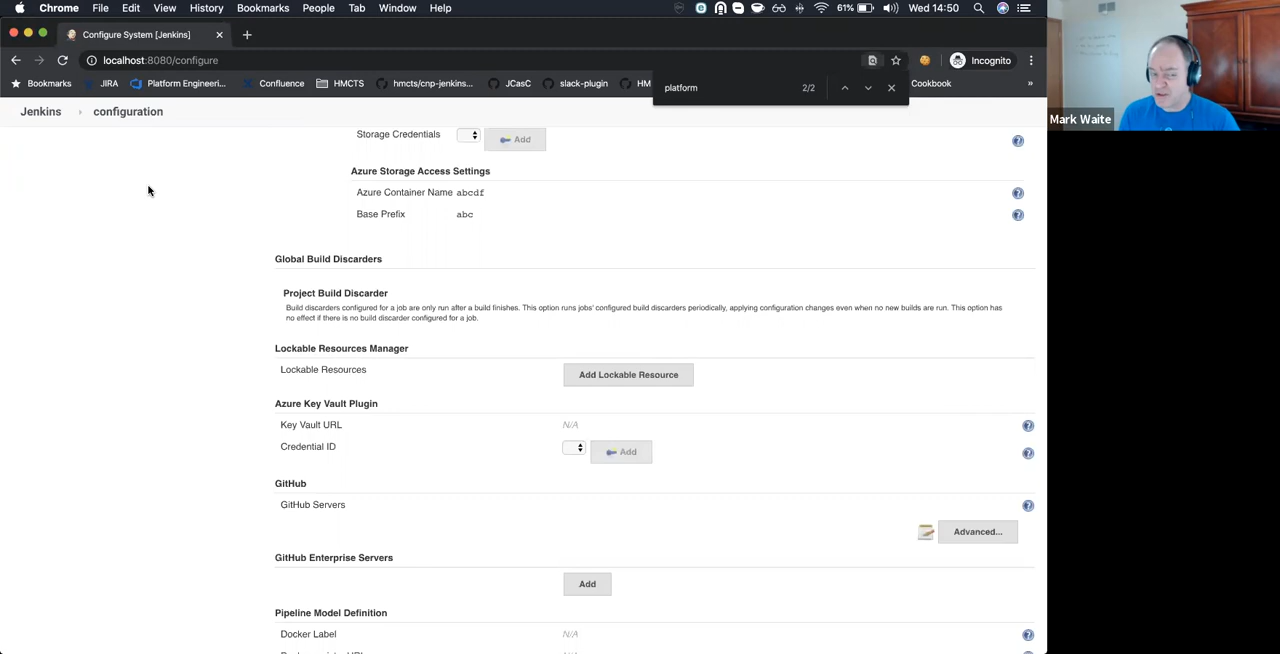 Chrome File Edit View History Bookmarks People Tab Window Help 61% Wed 14:50
Configure System [Jenkins]
localhost:8080/configure Incognito
Bookmarks JIRA Platform Engineeri... Confluence HMCTS hmcts/cnp-jenkins... JCasC slack-plugin HM Cookbook »
platform 2/2
Jenkins › configuration
Mark Waite
Storage Credentials Add
Azure Storage Access Settings
Azure Container Name abcdf
Base Prefix abc
Global Build Discarders
Project Build Discarder
Build discarders configured for a job are only run after a build finishes. This option runs jobs' configured build discarders periodically, applying configuration changes even when no new builds are run. This option has
no effect if there is no build discarder configured for a job.
Lockable Resources Manager
Lockable Resources Add Lockable Resource
Azure Key Vault Plugin
Key Vault URL N/A
Credential ID Add
GitHub
GitHub Servers
Advanced...
GitHub Enterprise Servers
Add
Pipeline Model Definition
Docker Label N/A